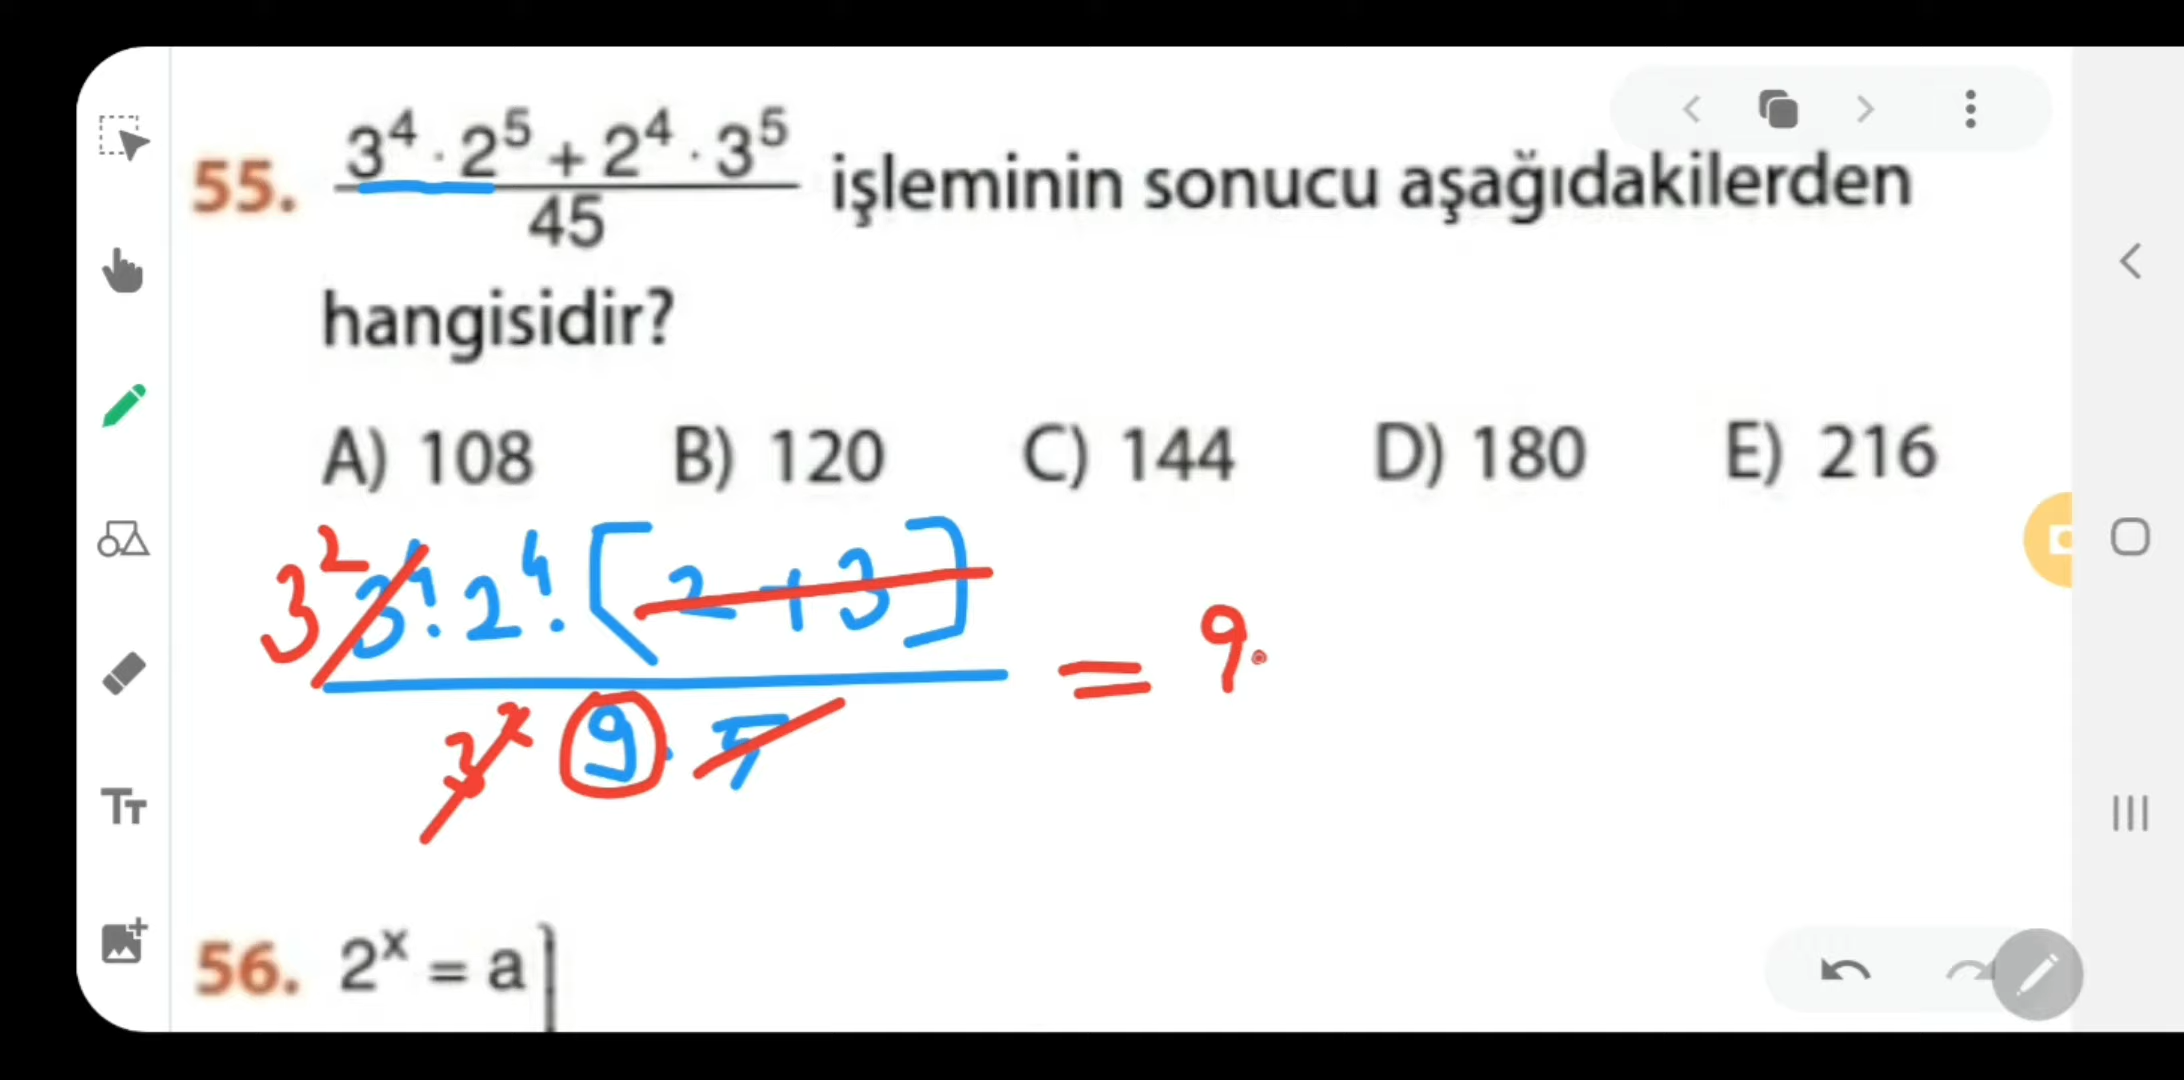 55. 3⁴ · 2⁵ + 2⁴ · 3⁵ / 45 işleminin sonucu aşağıdakilerden
hangisidir?
A) 108 B) 120 C) 144 D) 180 E) 216
3² 3⁴ · 2⁴ · [2 + 3] / 3² 9 · 5 = 9.
56. 2ˣ = a
Tт